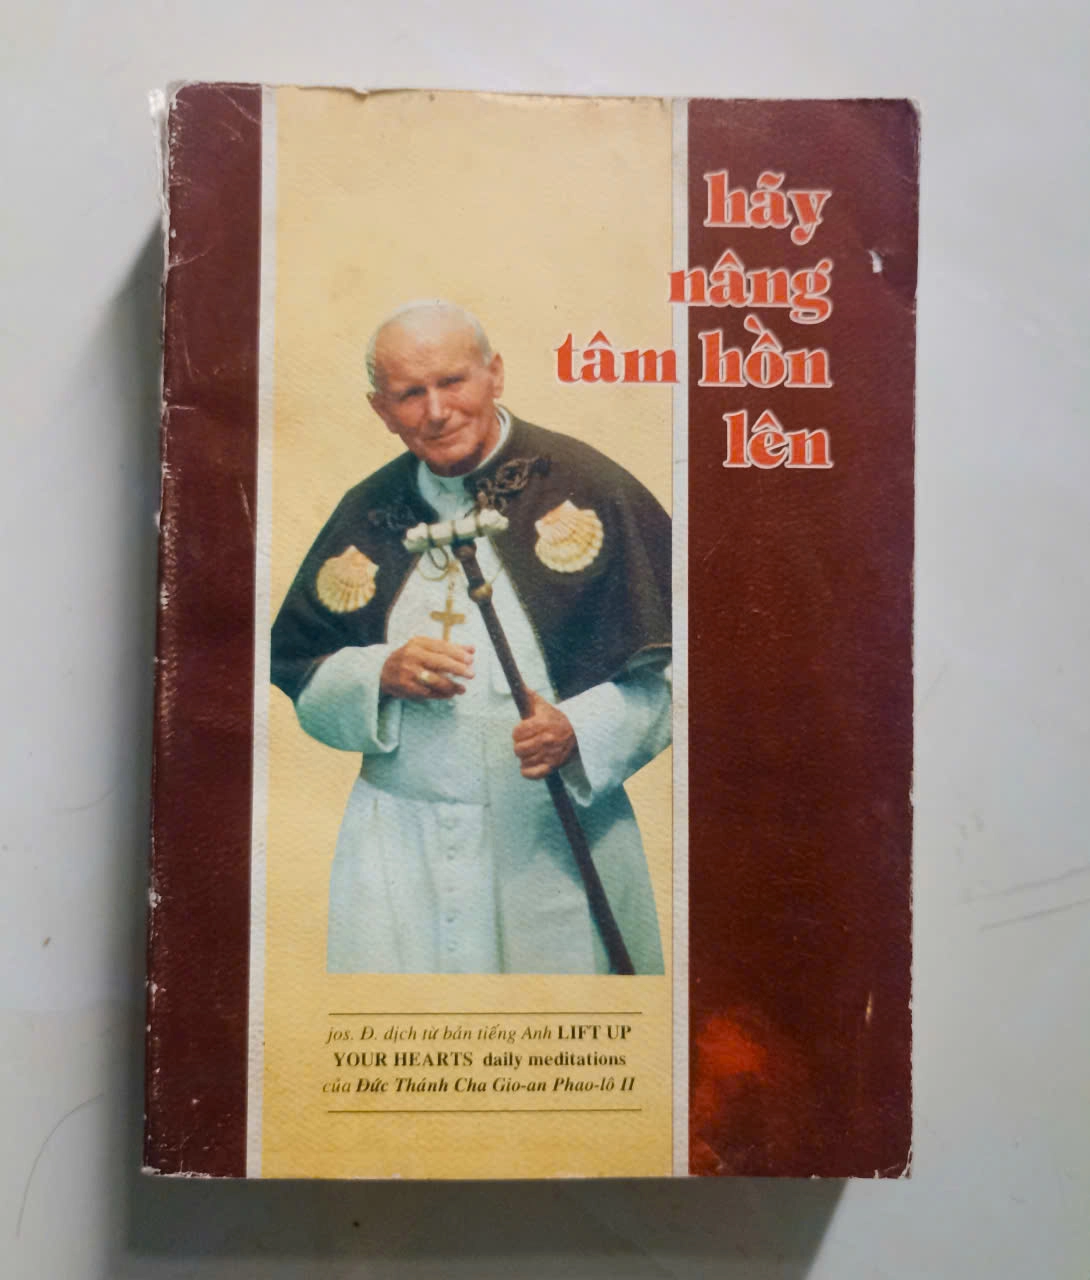 hãy
nâng
tâm hồn
lên
jos. Đ. dịch từ bản tiếng Anh LIFT UP
YOUR HEARTS daily meditations
của Đức Thánh Cha Gio-an Phao-lô II